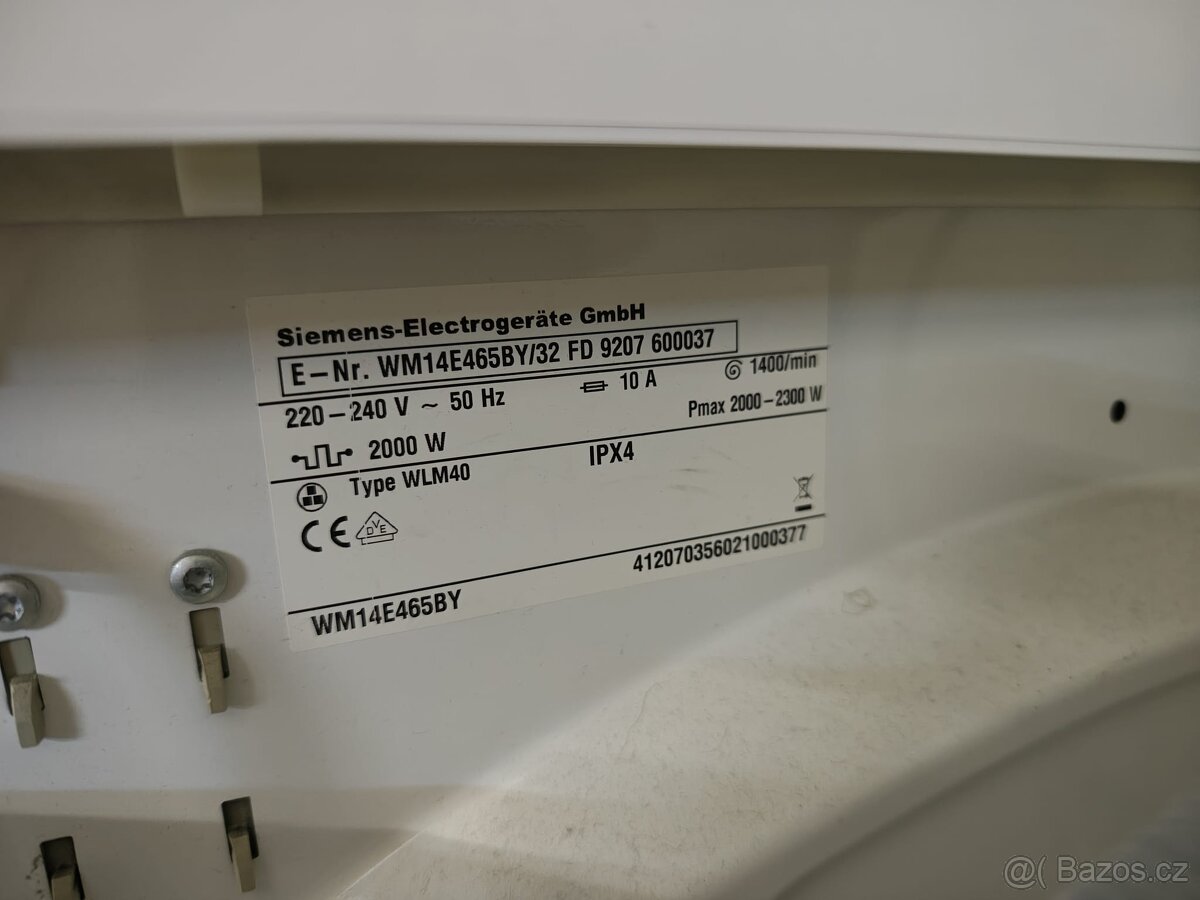 Siemens-Electrogeräte GmbH
E-Nr. WM14E465BY/32 FD 9207 600037
220-240 V ~ 50 Hz 10 A 1400/min
2000 W Pmax 2000-2300 W
Type WLM40 IPX4
CE DVE
412070356021000377
WM14E465BY
@( Bazos.cz